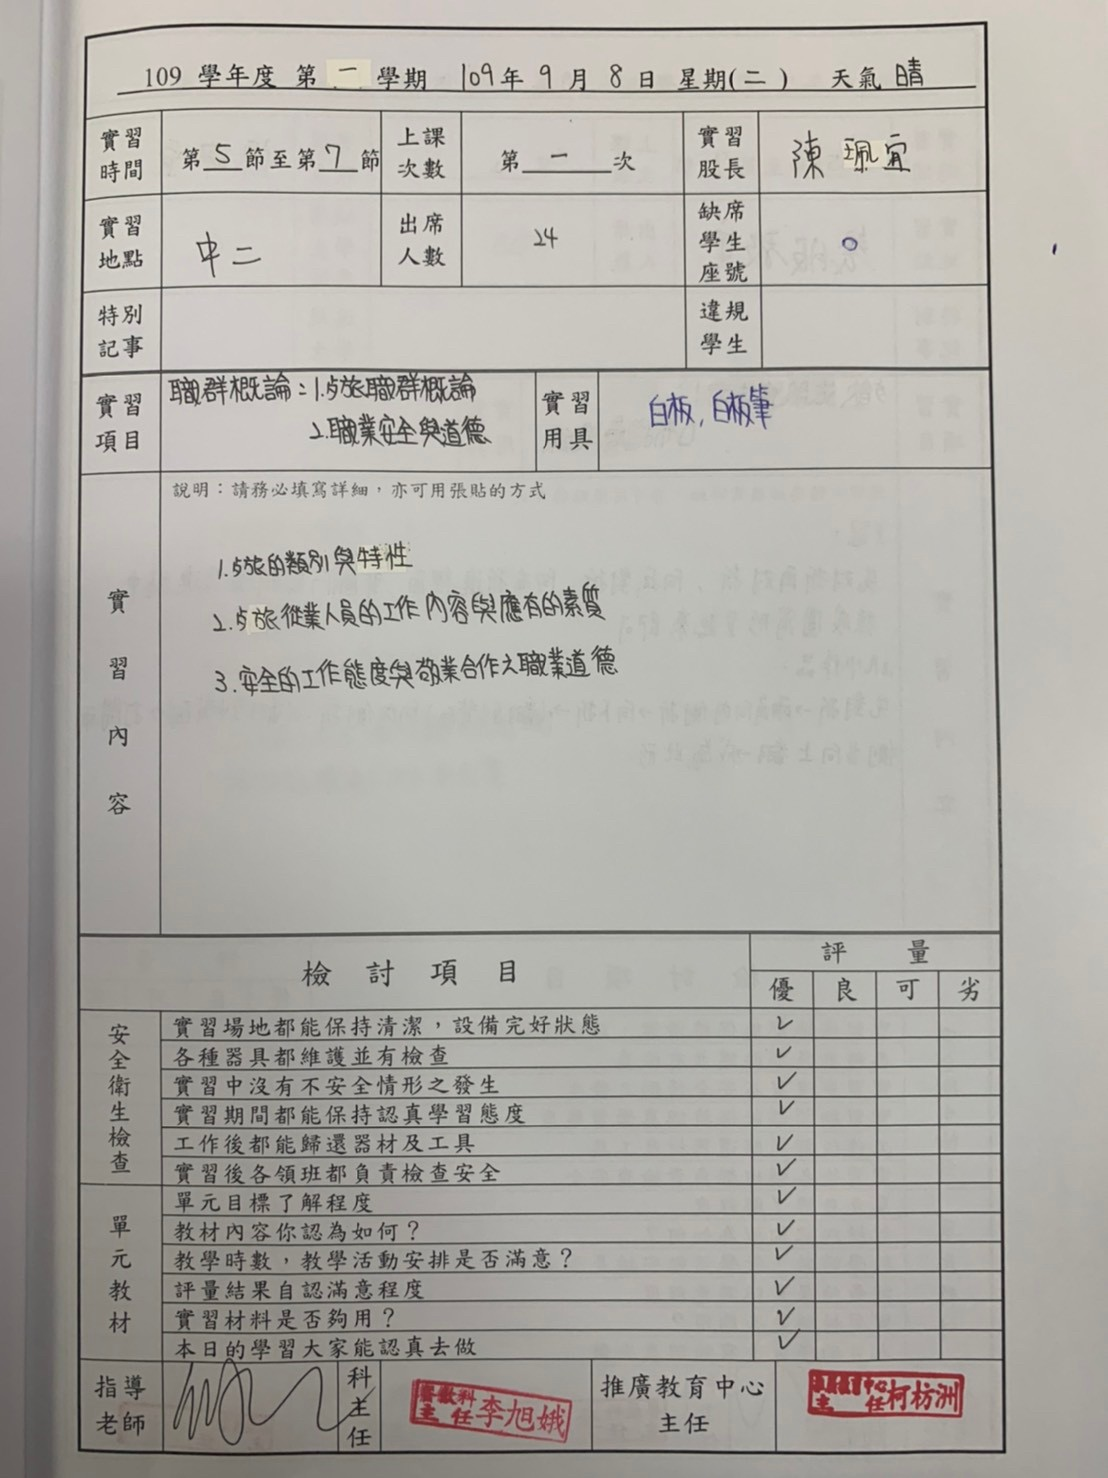 109 學年度 第 一 學期 109年 9 月 8 日 星期(二) 天氣 晴
實習時間 第 5 節至第 7 節 上課次數 第 一 次 實習股長 陳珮宜
實習地點 中二 出席人數 24 缺席學生座號 0
特別記事 違規學生
實習項目 職群概論:1.歺旅職群概論
2.職業安全與道德
實習用具 白板, 白板筆
實習內容
說明:請務必填寫詳細,亦可用張貼的方式
1.歺旅的類別與特性
2.歺旅從業人員的工作內容與應有的素質
3.安全的工作態度與敬業合作之職業道德
檢討項目 評量
優 良 可 劣
安全衛生檢查
實習場地都能保持清潔,設備完好狀態 ✓
各種器具都維護並有檢查 ✓
實習中沒有不安全情形之發生 ✓
實習期間都能保持認真學習態度 ✓
工作後都能歸還器材及工具 ✓
實習後各領班都負責檢查安全 ✓
單元教材
單元目標了解程度 ✓
教材內容你認為如何? ✓
教學時數,教學活動安排是否滿意? ✓
評量結果自認滿意程度 ✓
實習材料是否夠用? ✓
本日的學習大家能認真去做 ✓
指導老師 科主任 主任李旭娥 推廣教育中心主任 主任柯枋洲